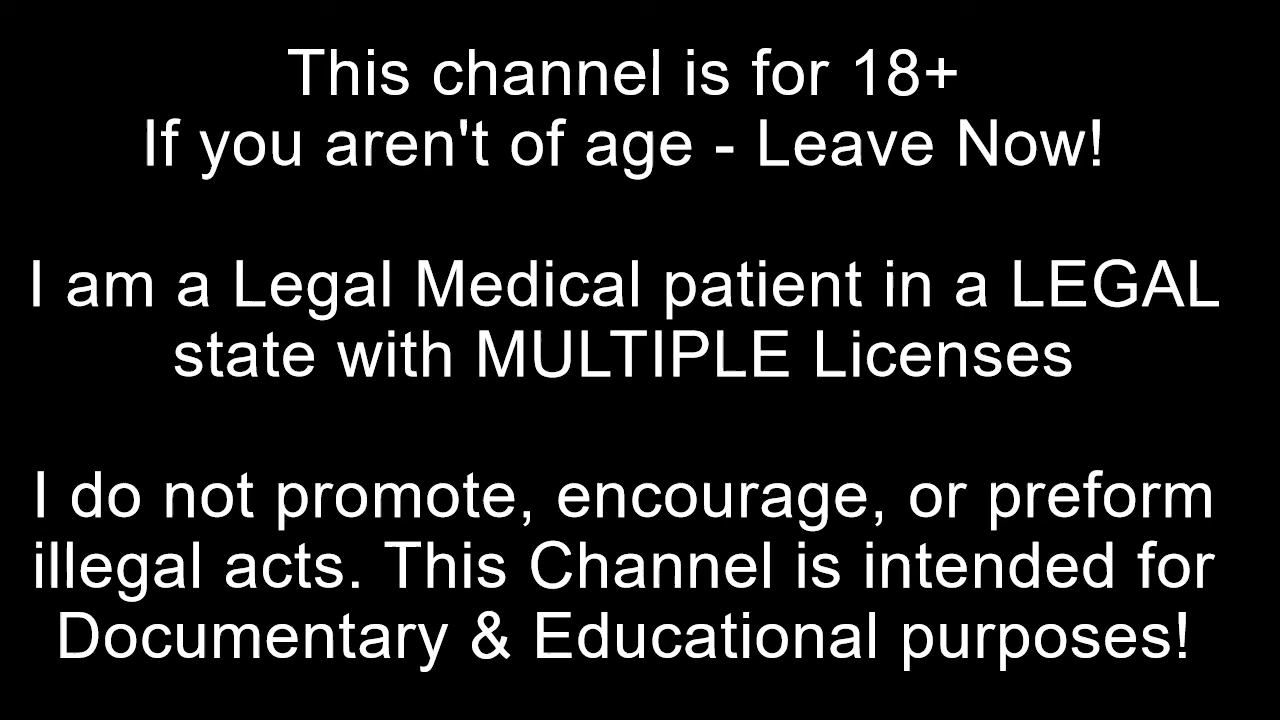 This channel is for 18+
If you aren't of age - Leave Now!
I am a Legal Medical patient in a LEGAL
state with MULTIPLE Licenses
I do not promote, encourage, or preform
illegal acts. This Channel is intended for
Documentary & Educational purposes!